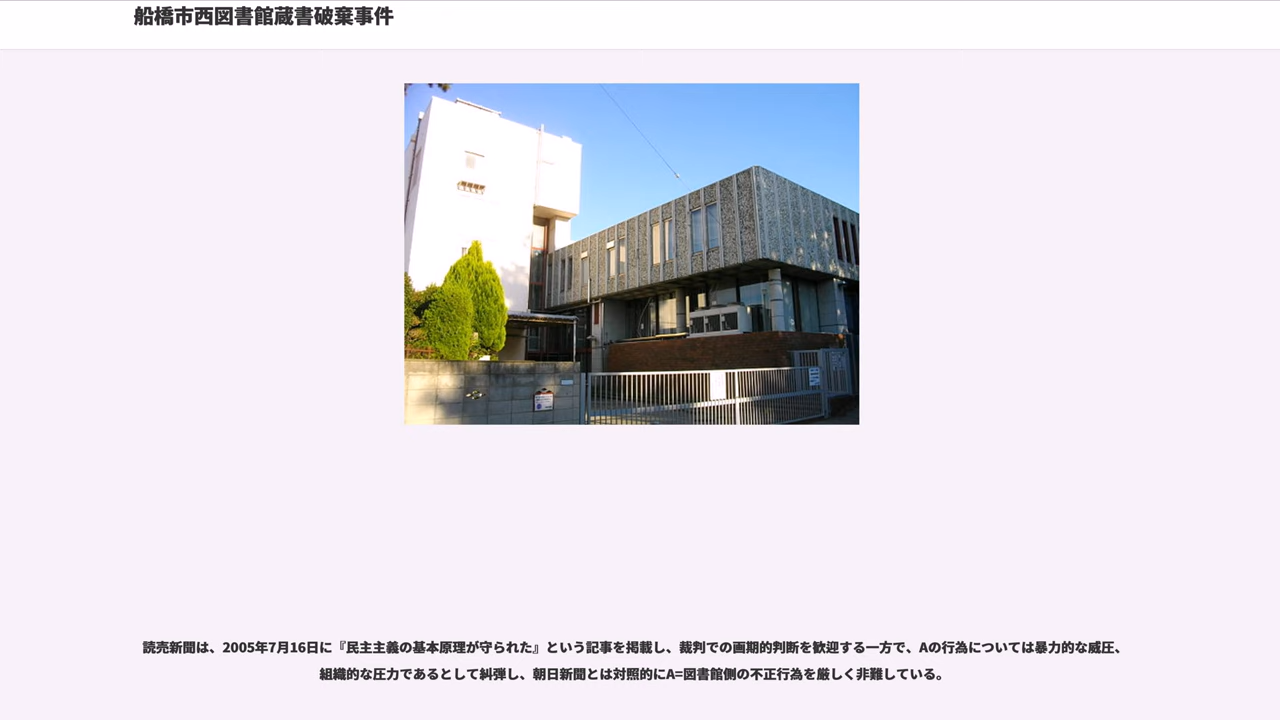 船橋市西図書館蔵書破棄事件
読売新聞は、2005年7月16日に『民主主義の基本原理が守られた』という記事を掲載し、裁判での画期的判断を歓迎する一方で、Aの行為については暴力的な威圧、
組織的な圧力であるとして糾弾し、朝日新聞とは対照的にA=図書館側の不正行為を厳しく非難している。